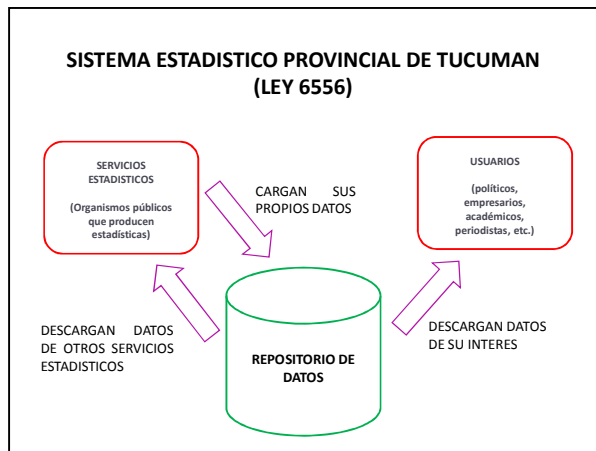 SISTEMA ESTADISTICO PROVINCIAL DE TUCUMAN
(LEY 6556)
SERVICIOS
ESTADISTICOS
(Organismos públicos
que producen
estadísticas)
CARGAN SUS
PROPIOS DATOS
USUARIOS
(políticos,
empresarios,
académicos,
periodistas, etc.)
DESCARGAN DATOS
DE OTROS SERVICIOS
ESTADISTICOS
REPOSITORIO DE
DATOS
DESCARGAN DATOS
DE SU INTERES